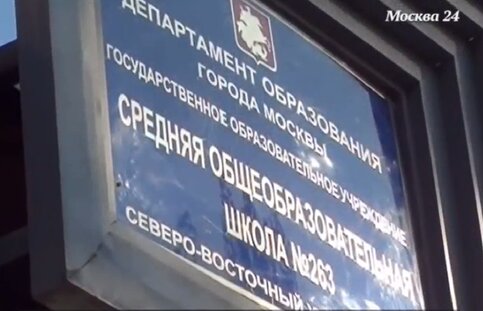 Москва 24
ДЕПАРТАМЕНТ ОБРАЗОВАНИЯ
ГОРОДА МОСКВЫ
ГОСУДАРСТВЕННОЕ ОБРАЗОВАТЕЛЬНОЕ УЧРЕЖДЕНИЕ
СРЕДНЯЯ ОБЩЕОБРАЗОВАТЕЛЬНАЯ
ШКОЛА №263
СЕВЕРО-ВОСТОЧНЫЙ